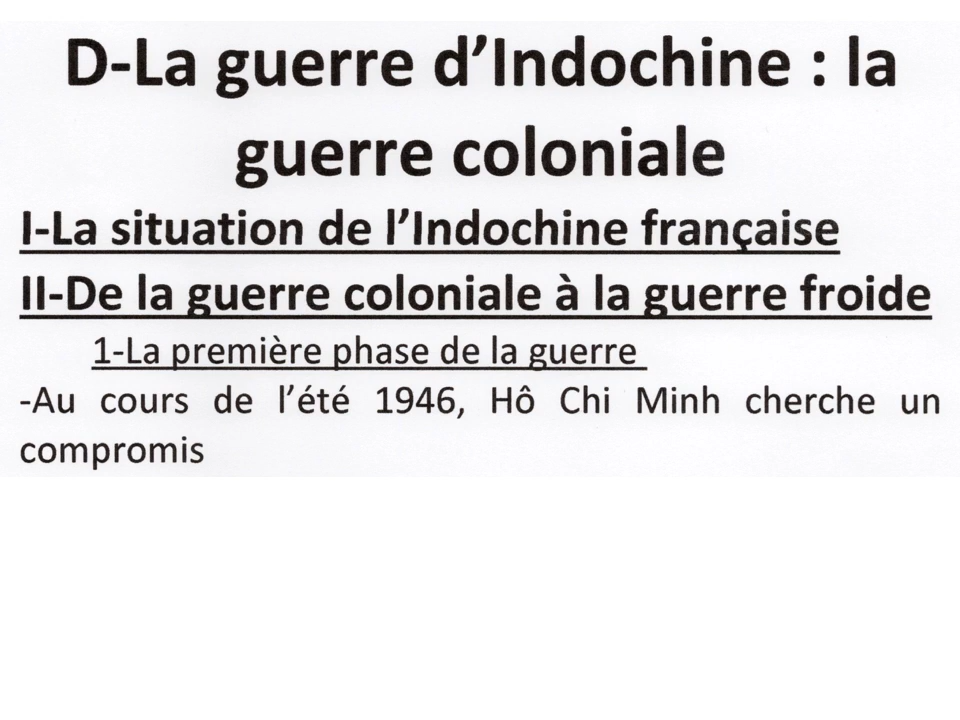 D-La guerre d’Indochine : la
guerre coloniale
I-La situation de l’Indochine française
II-De la guerre coloniale à la guerre froide
1-La première phase de la guerre
-Au cours de l’été 1946, Hô Chi Minh cherche un
compromis